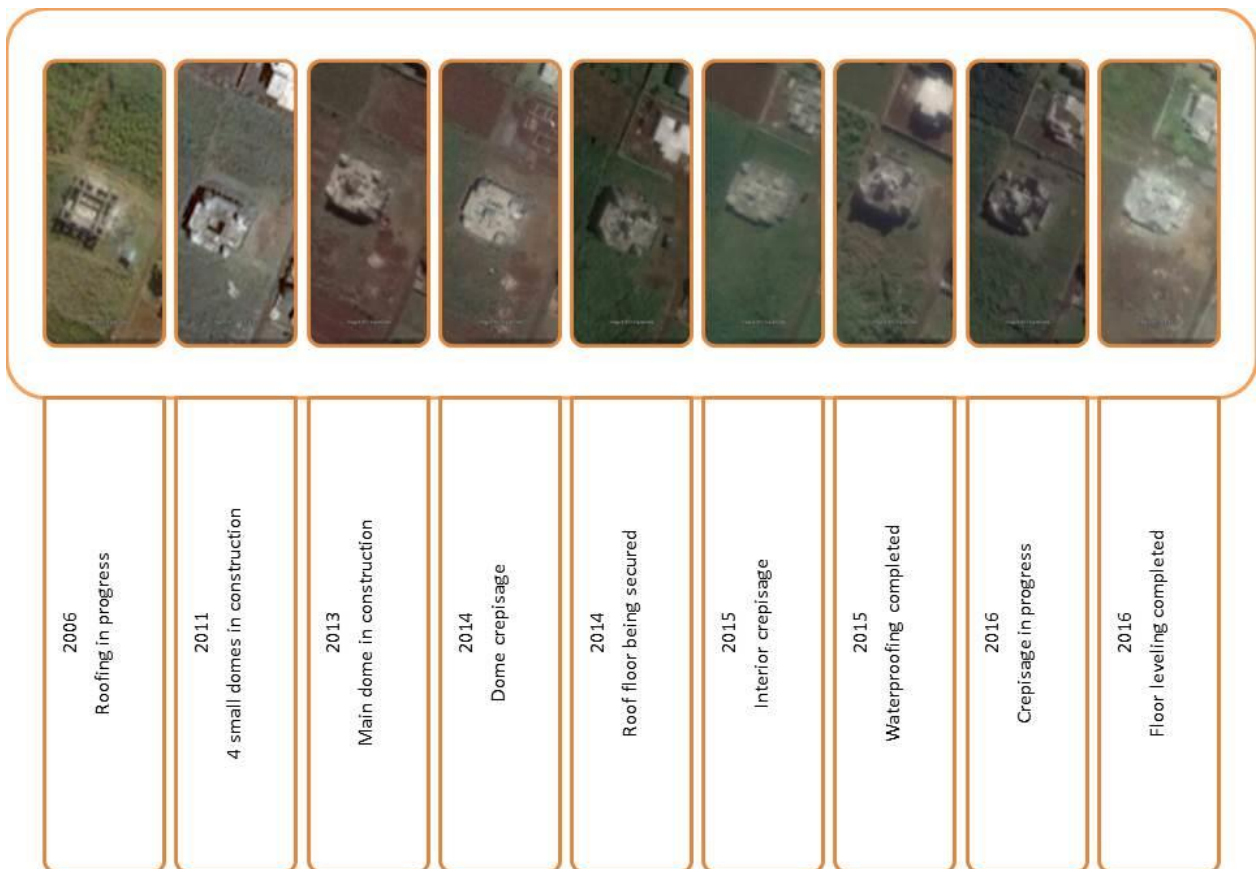 2006
Roofing in progress
2011
4 small domes in construction
2013
Main dome in construction
2014
Dome crepisage
2014
Roof floor being secured
2015
Interior crepisage
2015
Waterproofing completed
2016
Crepisage in progress
2016
Floor leveling completed